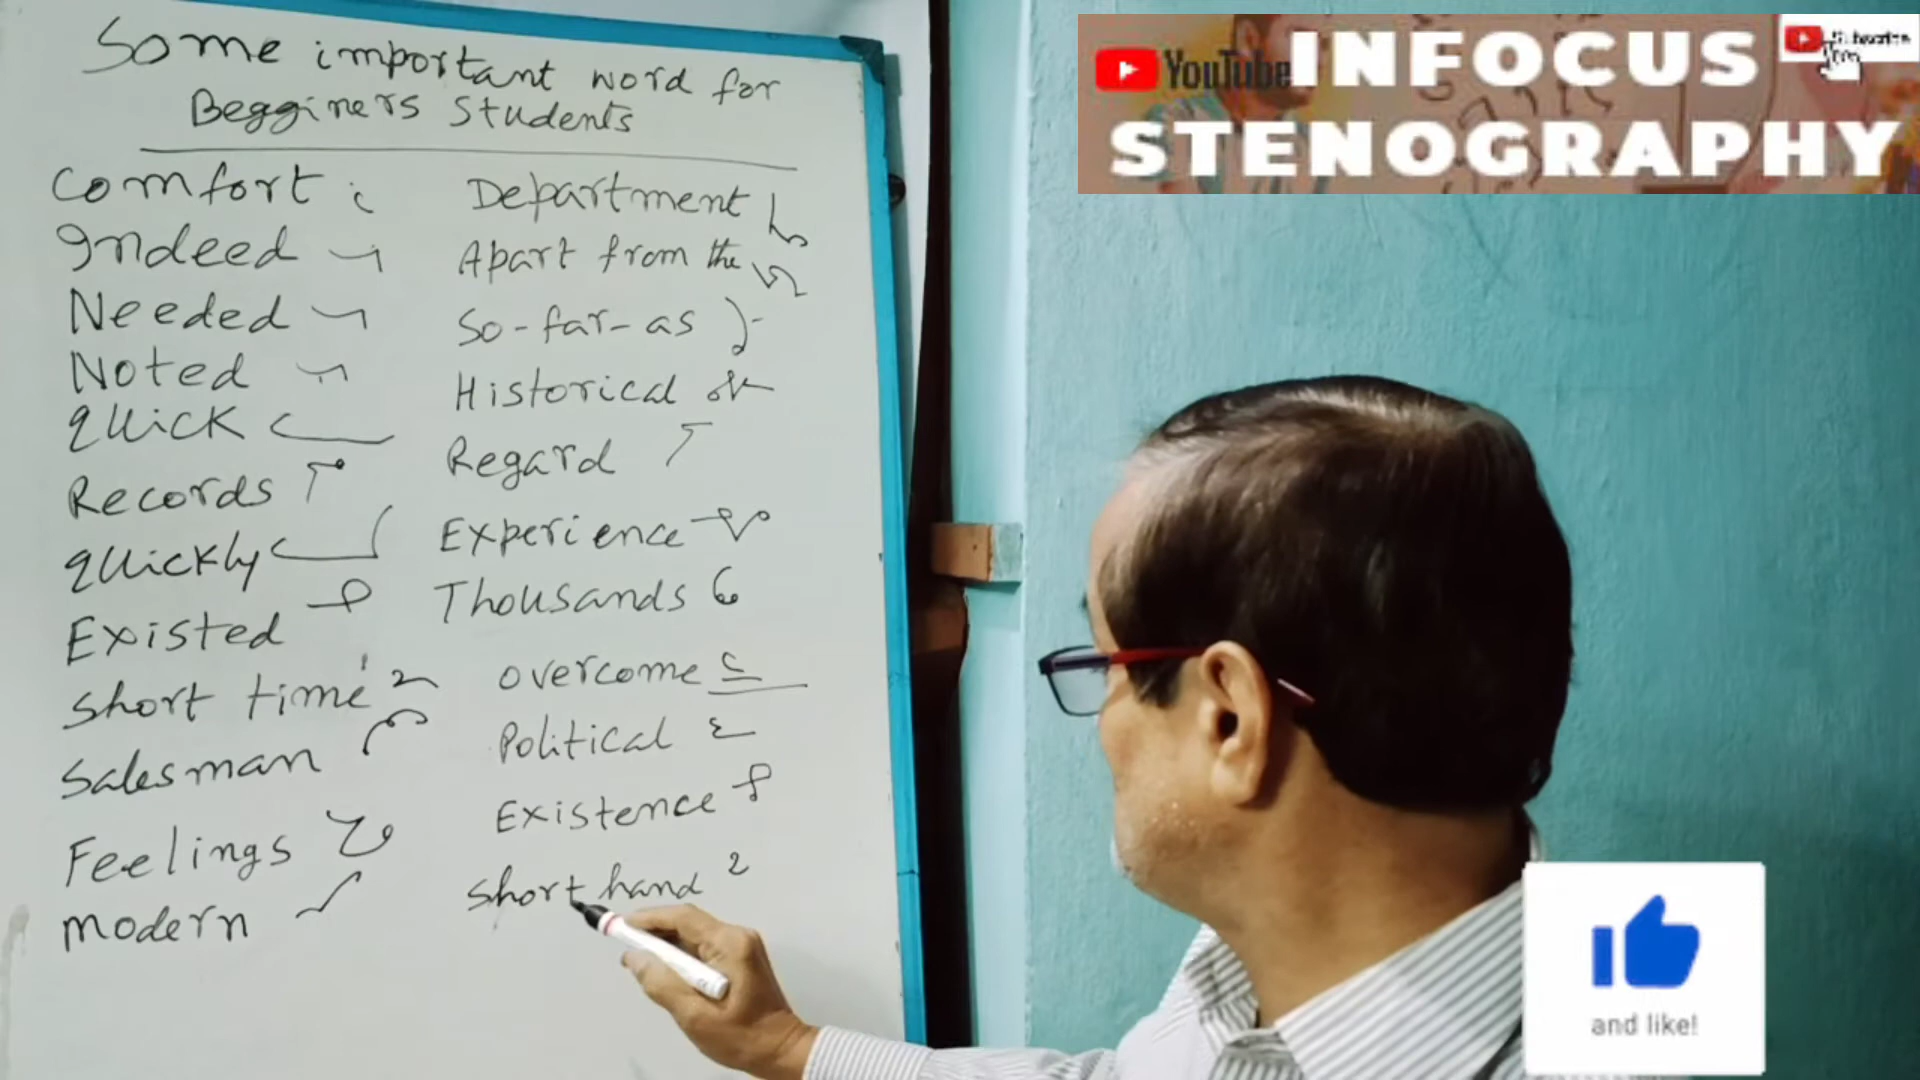 Some important word for
Begginers Students
Comfort
Indeed
Needed
Noted
quick
Records
quickly
Existed
Short time
Salesman
Feelings
modern
Department
Apart from the
So-far-as
Historical
Regard
Experience
Thousands
overcome
Political
Existence
Short hand
YouTube
INFOCUS
STENOGRAPHY
Subscribe
and like!